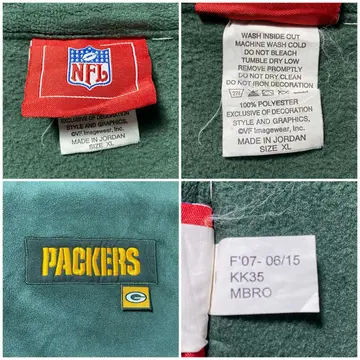 NFL
100% POLYESTER
EXCLUSIVE OF DECORATION
STYLE AND GRAPHICS,
©VF Imagewear, Inc.
MADE IN JORDAN
SIZE XL
WASH INSIDE OUT
MACHINE WASH COLD
DO NOT BLEACH
TUMBLE DRY LOW
REMOVE PROMPTLY
DO NOT DRY CLEAN
DO NOT IRON DECORATION
100% POLYESTER
EXCLUSIVE OF DECORATION
STYLE AND GRAPHICS,
©VF Imagewear, Inc.
MADE IN JORDAN
SIZE XL
PACKERS
G
F'07- 06/15
KK35
MBRO